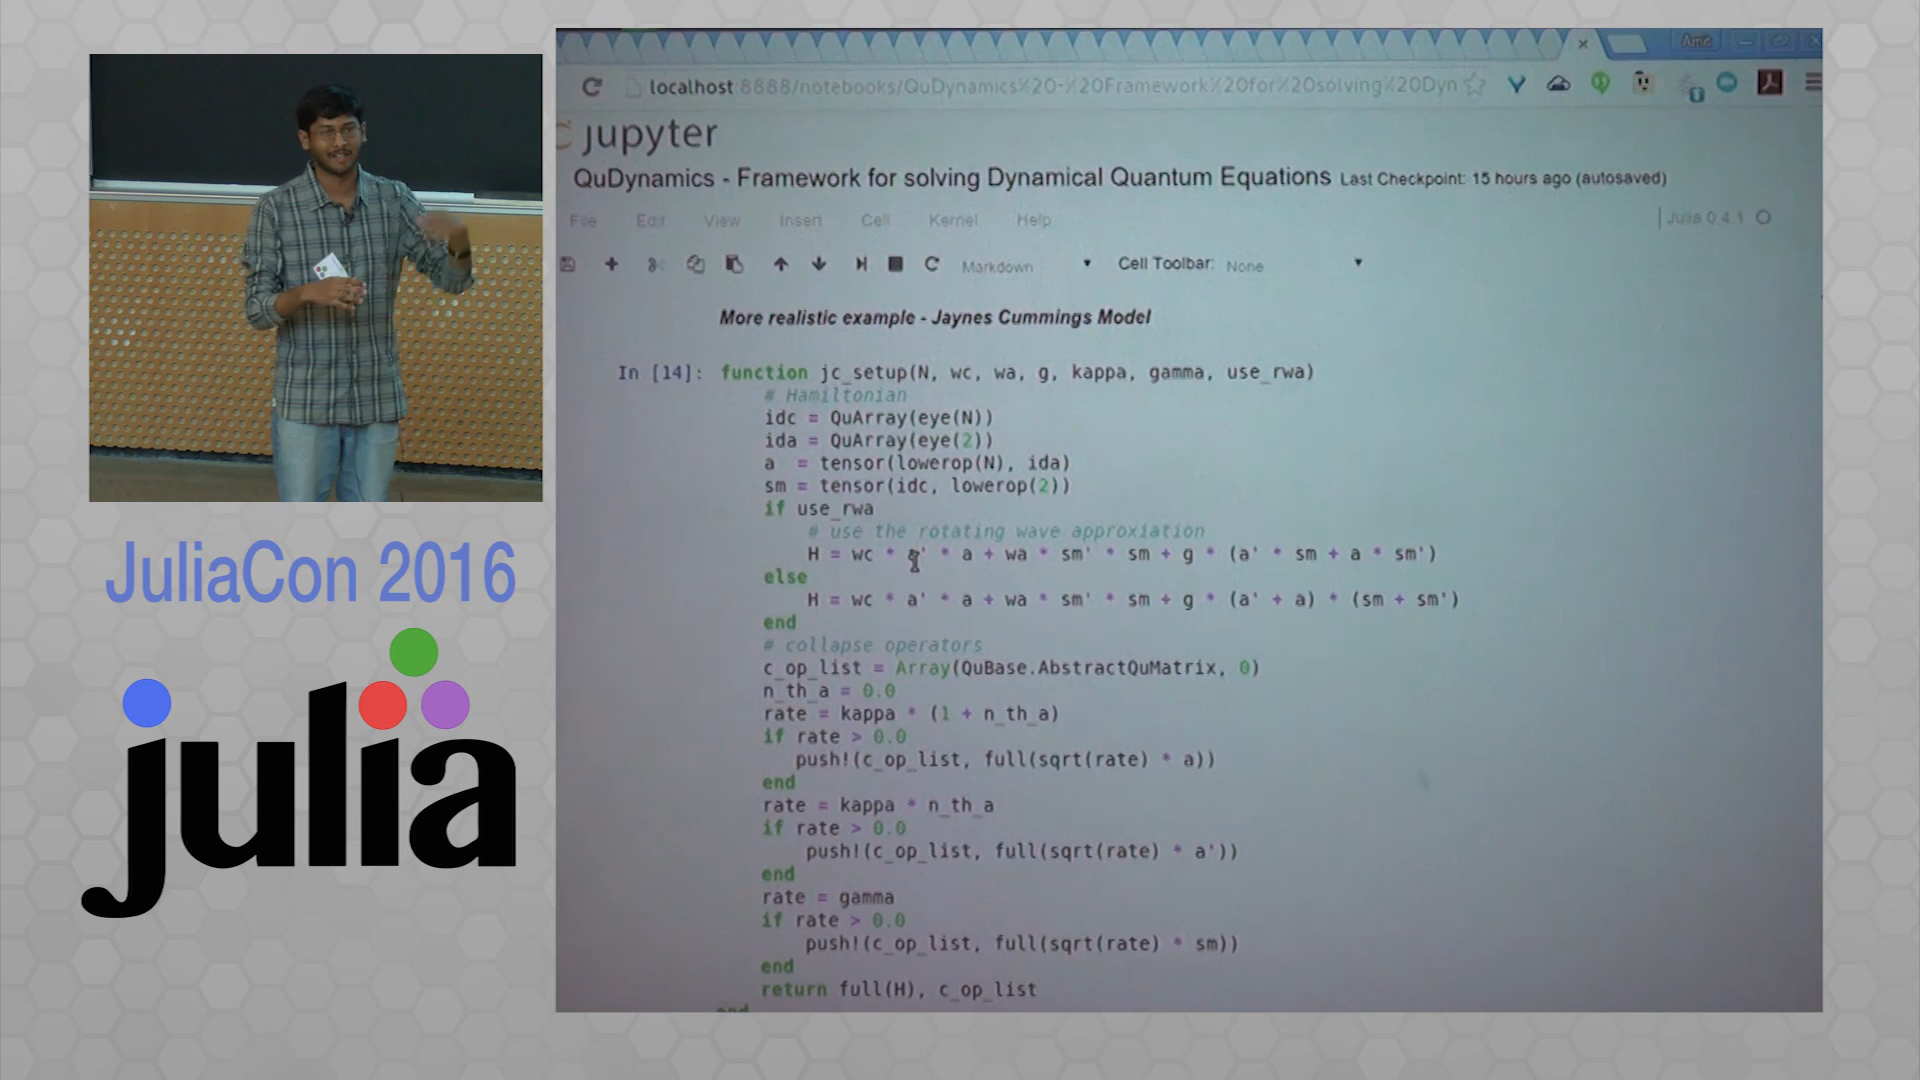 Amit
localhost:8888/notebooks/QuDynamics%20-%20Framework%20for%20solving%20Dyn
jupyter
QuDynamics - Framework for solving Dynamical Quantum Equations Last Checkpoint: 15 hours ago (autosaved)
File Edit View Insert Cell Kernel Help
Julia 0.4.1
Markdown Cell Toolbar: None
More realistic example - Jaynes Cummings Model
In [14]: function jc_setup(N, wc, wa, g, kappa, gamma, use_rwa)
# Hamiltonian
idc = QuArray(eye(N))
ida = QuArray(eye(2))
a = tensor(lowerop(N), ida)
sm = tensor(idc, lowerop(2))
if use_rwa
# use the rotating wave approxiation
H = wc * a' * a + wa * sm' * sm + g * (a' * sm + a * sm')
else
H = wc * a' * a + wa * sm' * sm + g * (a' + a) * (sm + sm')
end
# collapse operators
c_op_list = Array(QuBase.AbstractQuMatrix, 0)
n_th_a = 0.0
rate = kappa * (1 + n_th_a)
if rate > 0.0
push!(c_op_list, full(sqrt(rate) * a))
end
rate = kappa * n_th_a
if rate > 0.0
push!(c_op_list, full(sqrt(rate) * a'))
end
rate = gamma
if rate > 0.0
push!(c_op_list, full(sqrt(rate) * sm))
end
return full(H), c_op_list
end
JuliaCon 2016
julia